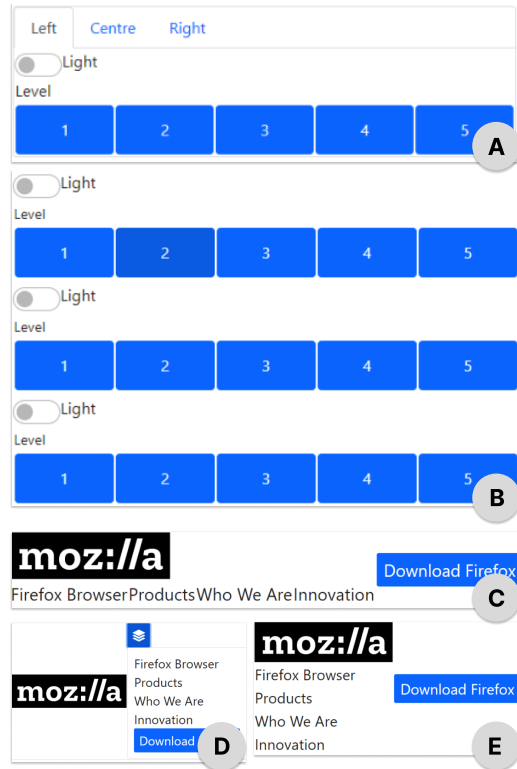 Left Centre Right
Light
Level
1 2 3 4 5
A
Light
Level
1 2 3 4 5
Light
Level
1 2 3 4 5
Light
Level
1 2 3 4 5
B
moz://a
Download Firefox
Firefox BrowserProductsWho We AreInnovation
C
moz://a
Firefox Browser
Products
Who We Are
Innovation
Download
D
moz://a
Firefox Browser
Products
Download Firefox
Who We Are
Innovation
E